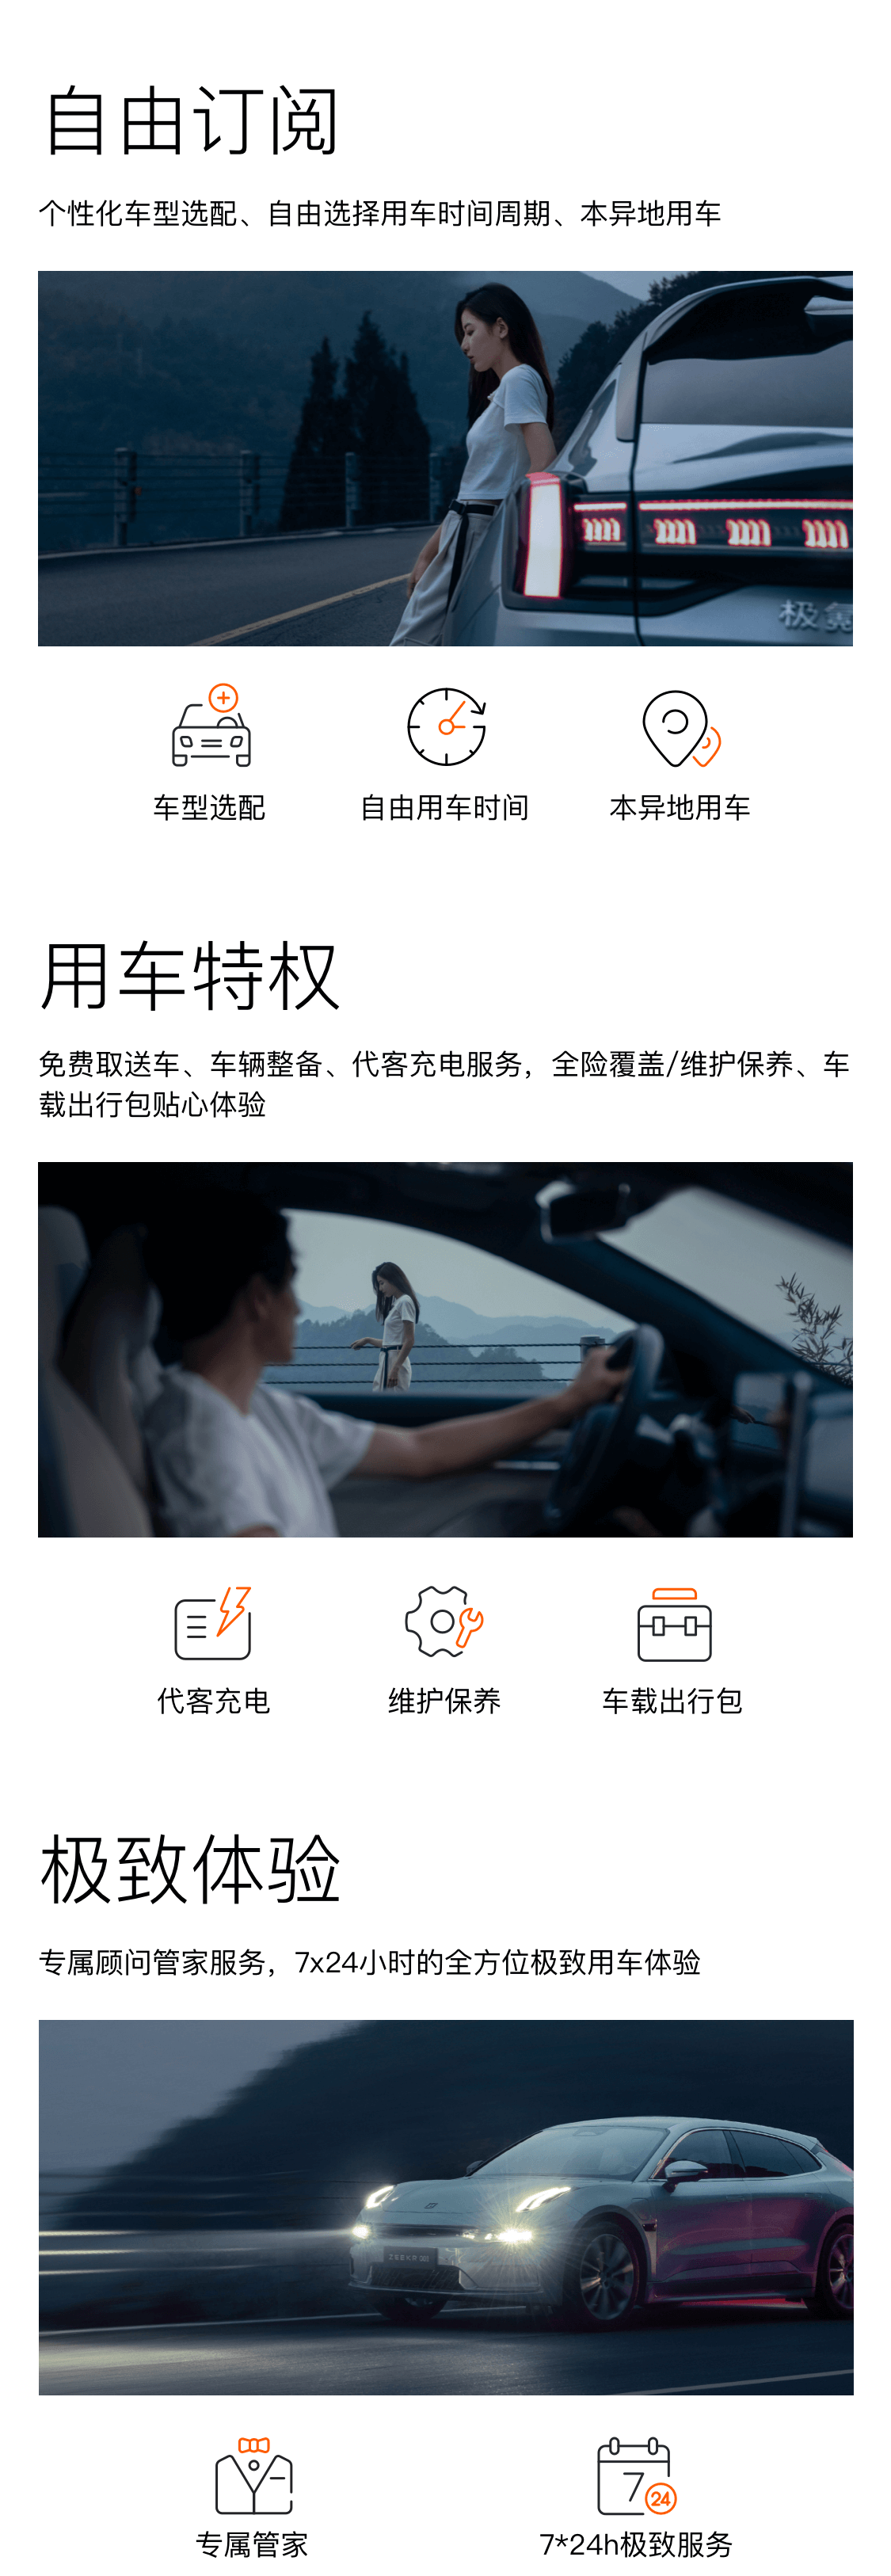 自由订阅
个性化车型选配、自由选择用车时间周期、本异地用车
极氪
车型选配
自由用车时间
本异地用车
用车特权
免费取送车、车辆整备、代客充电服务，全险覆盖/维护保养、车
载出行包贴心体验
代客充电
维护保养
车载出行包
极致体验
专属顾问管家服务，7x24小时的全方位极致用车体验
专属管家
7
24
7*24h极致服务